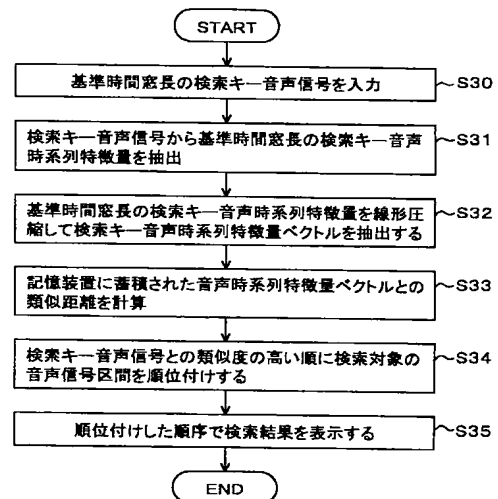 START
基準時間窓長の検索キー音声信号を入力
S30
検索キー音声信号から基準時間窓長の検索キー音声
時系列特徴量を抽出
S31
基準時間窓長の検索キー音声時系列特徴量を線形圧
縮して検索キー音声時系列特徴量ベクトルを抽出する
S32
記憶装置に蓄積された音声時系列特徴量ベクトルとの
類似距離を計算
S33
検索キー音声信号との類似度の高い順に検索対象の
音声信号区間を順位付けする
S34
順位付けした順序で検索結果を表示する
S35
END